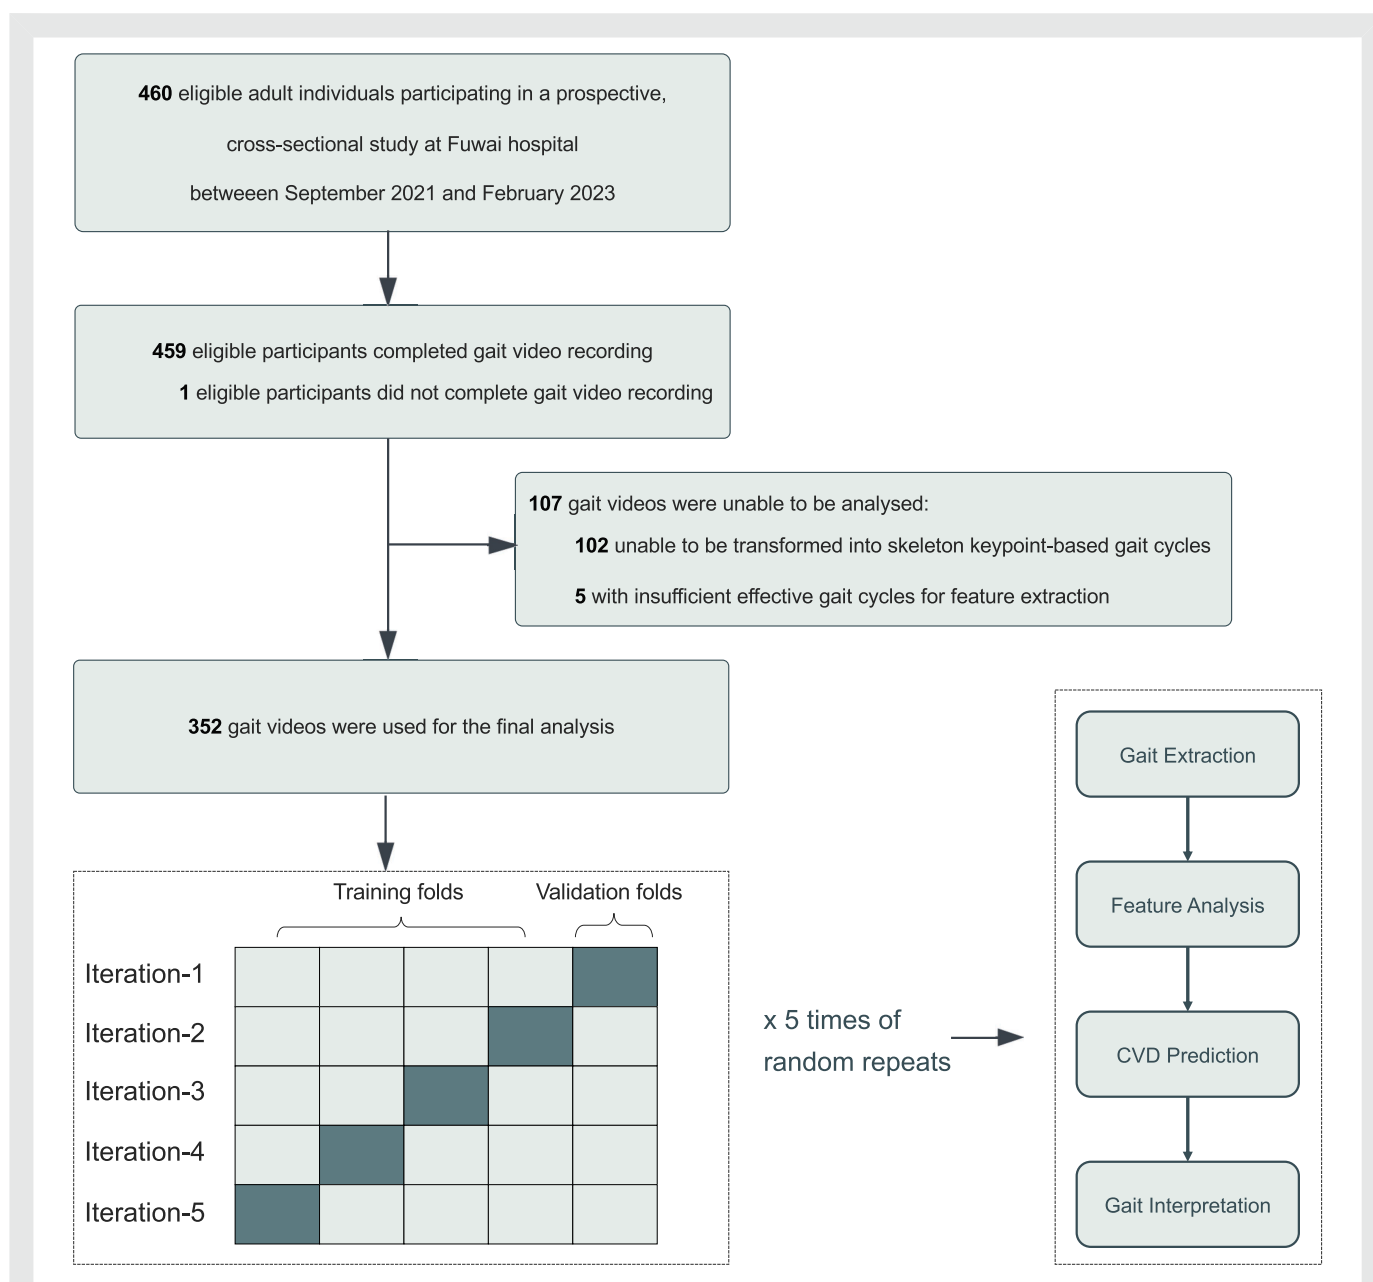 460 eligible adult individuals participating in a prospective,
cross-sectional study at Fuwai hospital
betweeen September 2021 and February 2023
459 eligible participants completed gait video recording
1 eligible participants did not complete gait video recording
107 gait videos were unable to be analysed:
102 unable to be transformed into skeleton keypoint-based gait cycles
5 with insufficient effective gait cycles for feature extraction
352 gait videos were used for the final analysis
Training folds
Validation folds
Iteration-1
Iteration-2
Iteration-3
Iteration-4
Iteration-5
x 5 times of
random repeats
Gait Extraction
Feature Analysis
CVD Prediction
Gait Interpretation